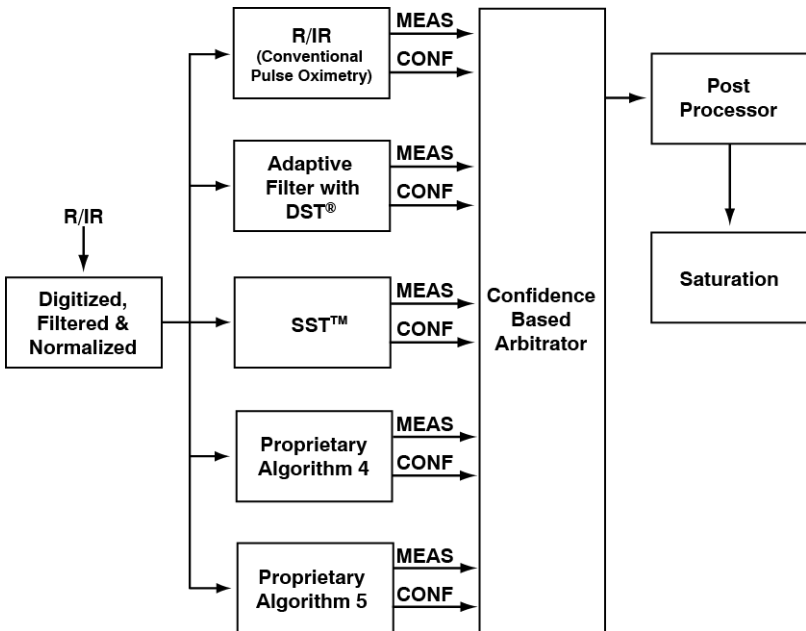 R/IR
Digitized,
Filtered &
Normalized
R/IR
(Conventional
Pulse Oximetry)
MEAS
CONF
Adaptive
Filter with
DST®
MEAS
CONF
SST™
MEAS
CONF
Proprietary
Algorithm 4
MEAS
CONF
Proprietary
Algorithm 5
MEAS
CONF
Confidence
Based
Arbitrator
Post
Processor
Saturation